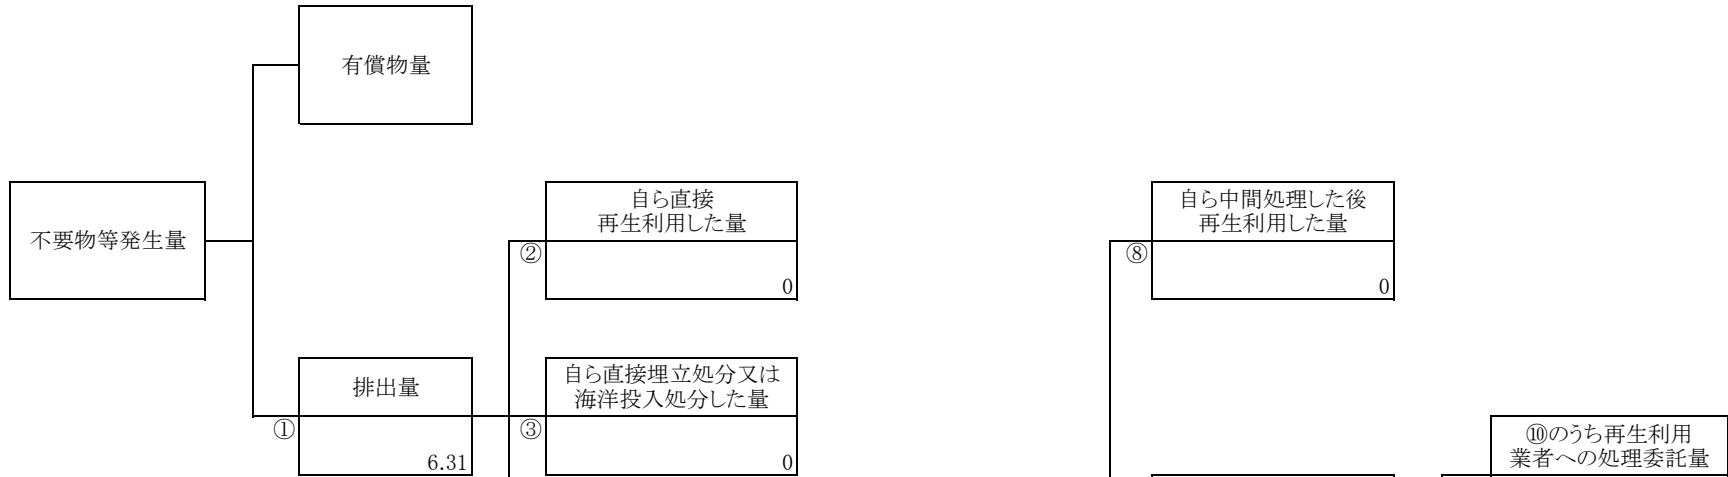 有償物量
不要物等発生量
自ら直接
再生利用した量
②
0
自ら中間処理した後
再生利用した量
⑧
0
排出量
①
6.31
自ら直接埋立処分又は
海洋投入処分した量
③
0
⑩のうち再生利用
業者への処理委託量